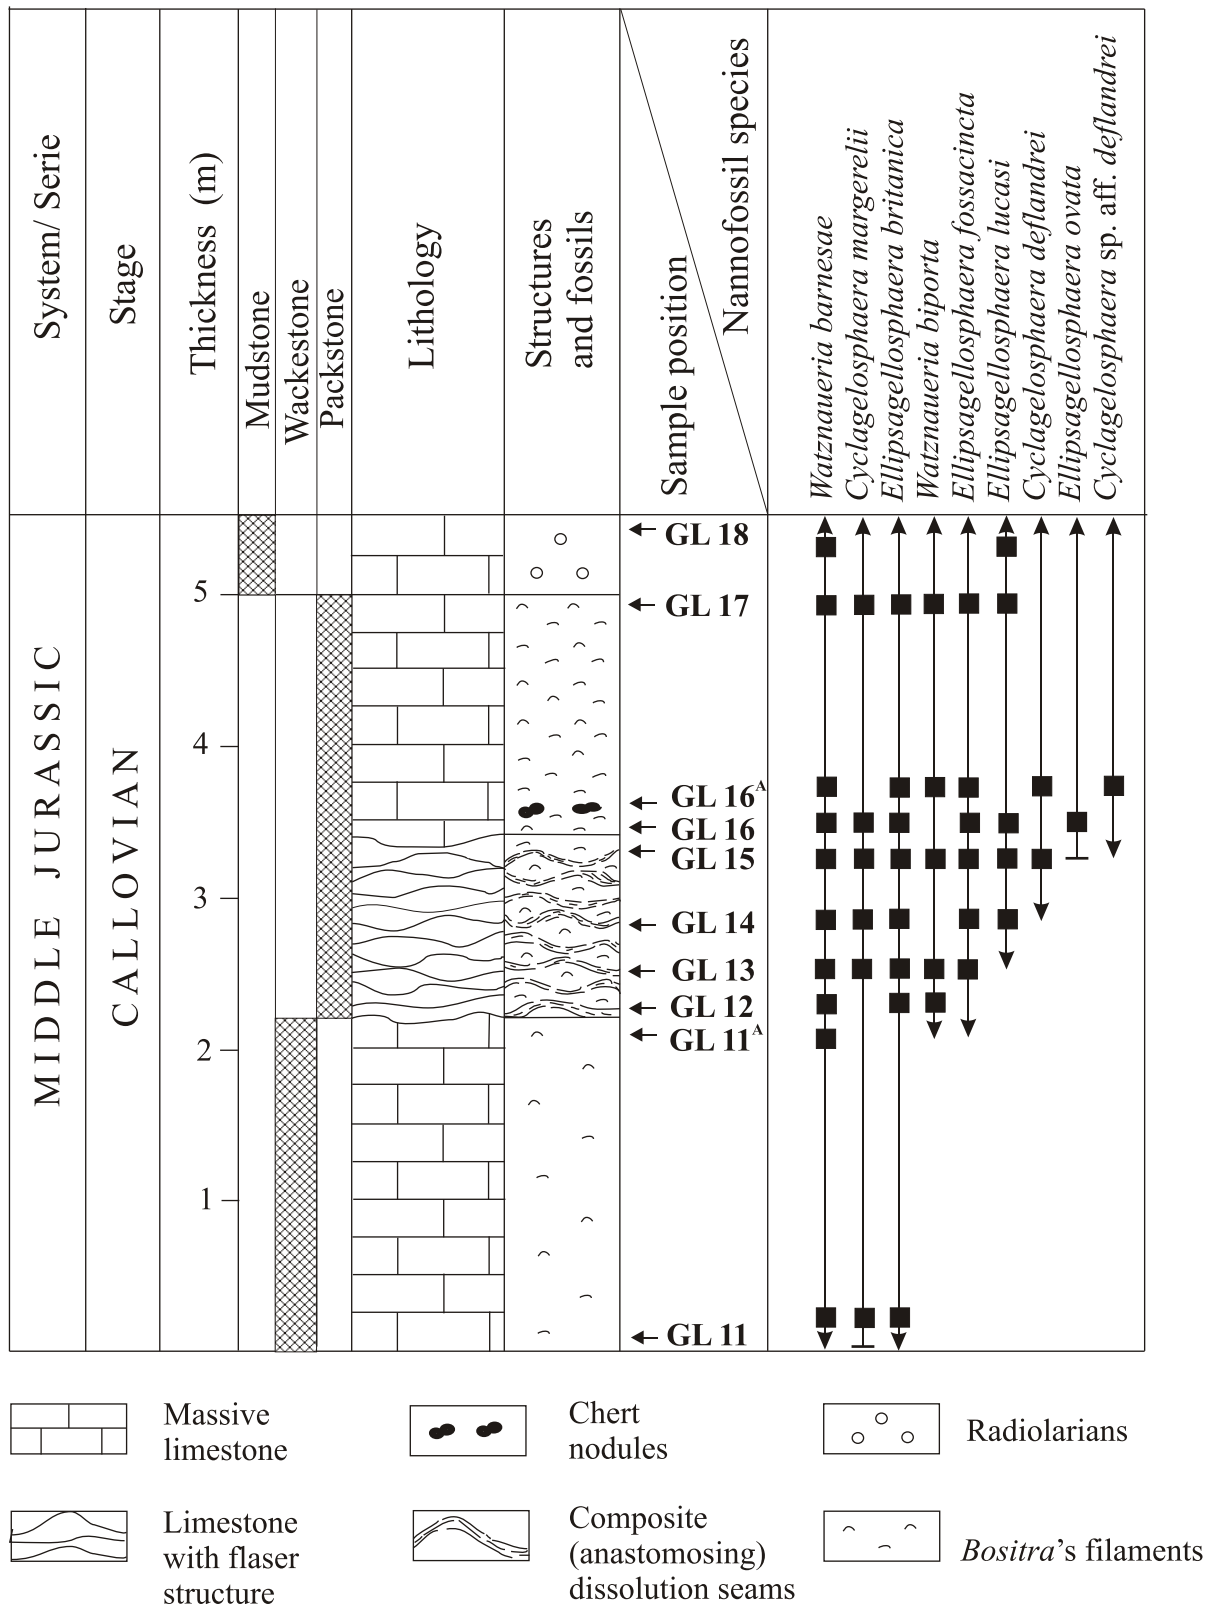 System/ Serie
Stage
Thickness (m)
Mudstone
Wackestone
Packstone
Lithology
Structures
and fossils
Sample position
Nannofossil species
Watznaueria barnesae
Cyclagelosphaera margerelii
Ellipsagellosphaera britanica
Watznaueria biporta
Ellipsagellosphaera fossacincta
Ellipsagellosphaera lucasi
Cyclagelosphaera deflandrei
Ellipsagellosphaera ovata
Cyclagelosphaera sp. aff. deflandrei
MIDDLE JURASSIC
CALLOVIAN
5
4
3
2
1
GL 18
GL 17
GL 16A
GL 16
GL 15
GL 14
GL 13
GL 12
GL 11A
GL 11
Massive
limestone
Chert
nodules
Radiolarians
Limestone
with flaser
structure
Composite
(anastomosing)
dissolution seams
Bositra's filaments